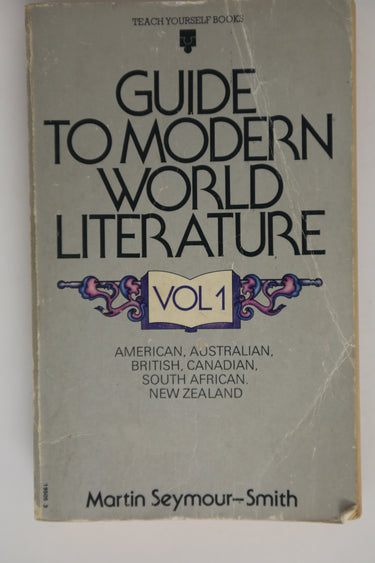 TEACH YOURSELF BOOKS
GUIDE
TO MODERN
WORLD
LITERATURE
VOL 1
AMERICAN, AUSTRALIAN,
BRITISH, CANADIAN,
SOUTH AFRICAN.
NEW ZEALAND
Martin Seymour-Smith